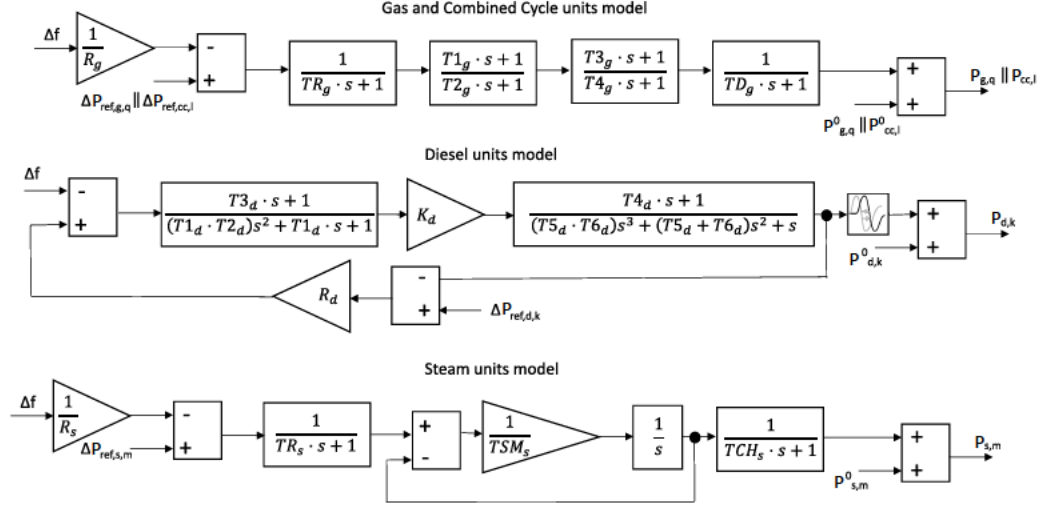 Gas and Combined Cycle units model
Δf
1
R_g
-
+
ΔP_ref,g,q || ΔP_ref,cc,l
1
TR_g · s + 1
T1_g · s + 1
T2_g · s + 1
T3_g · s + 1
T4_g · s + 1
1
TD_g · s + 1
+
+
P^0_g,q || P^0_cc,l
P_g,q || P_cc,l
Diesel units model
Δf
-
+
T3_d · s + 1
(T1_d · T2_d)s² + T1_d · s + 1
K_d
T4_d · s + 1
(T5_d · T6_d)s³ + (T5_d + T6_d)s² + s
+
+
P^0_d,k
P_d,k
R_d
-
+
ΔP_ref,d,k
Steam units model
Δf
1
R_s
-
+
ΔP_ref,s,m
1
TR_s · s + 1
+
-
1
TSM_s
1
s
1
TCH_s · s + 1
+
+
P^0_s,m
P_s,m